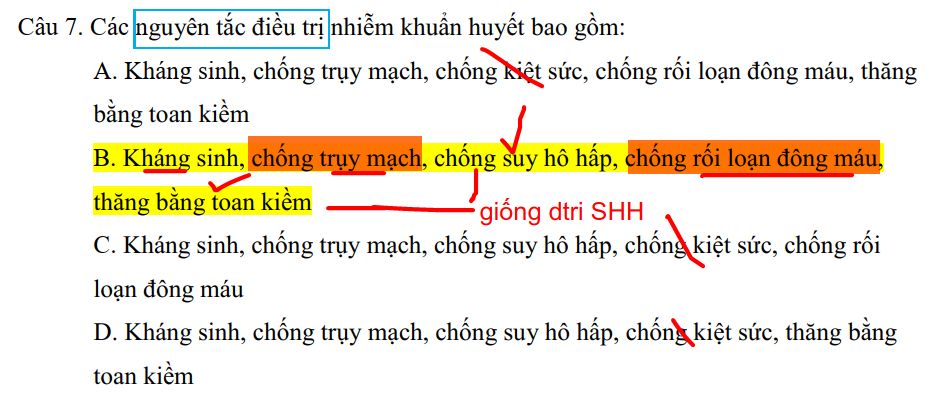 Câu 7. Các nguyên tắc điều trị nhiễm khuẩn huyết bao gồm:
A. Kháng sinh, chống trụy mạch, chống kiệt sức, chống rối loạn đông máu, thăng
bằng toan kiềm
B. Kháng sinh, chống trụy mạch, chống suy hô hấp, chống rối loạn đông máu,
thăng bằng toan kiềm
giống dtri SHH
C. Kháng sinh, chống trụy mạch, chống suy hô hấp, chống kiệt sức, chống rối
loạn đông máu
D. Kháng sinh, chống trụy mạch, chống suy hô hấp, chống kiệt sức, thăng bằng
toan kiềm